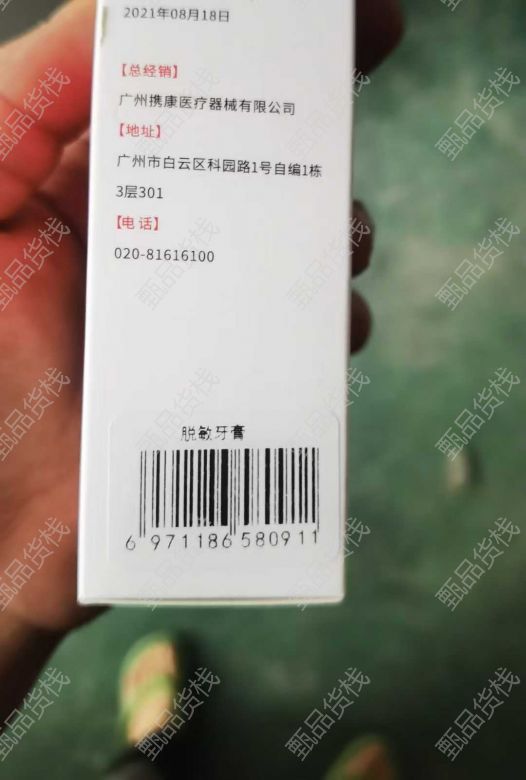 2021年08月18日
【总经销】
广州携康医疗器械有限公司
【地址】
广州市白云区科园路1号自编1栋
3层301
【电话】
020-81616100
脱敏牙膏
6 971186 580911
甄品货栈